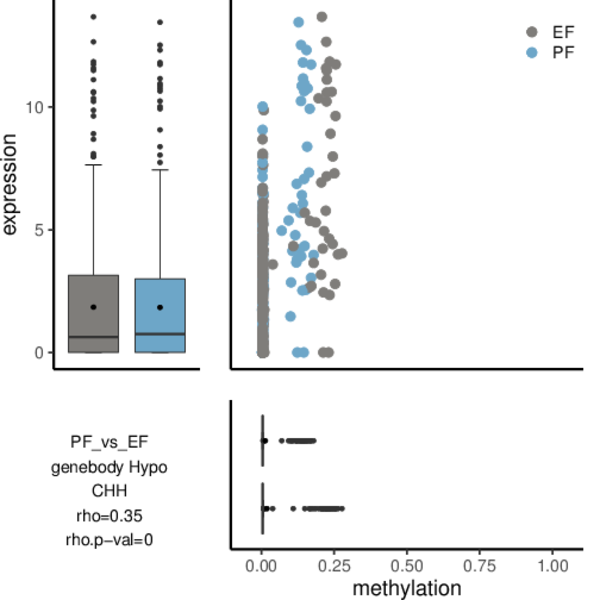 EF
PF
10
5
0
expression
PF_vs_EF
genebody Hypo
CHH
rho=0.35
rho.p−val=0
0.00 0.25 0.50 0.75 1.00
methylation